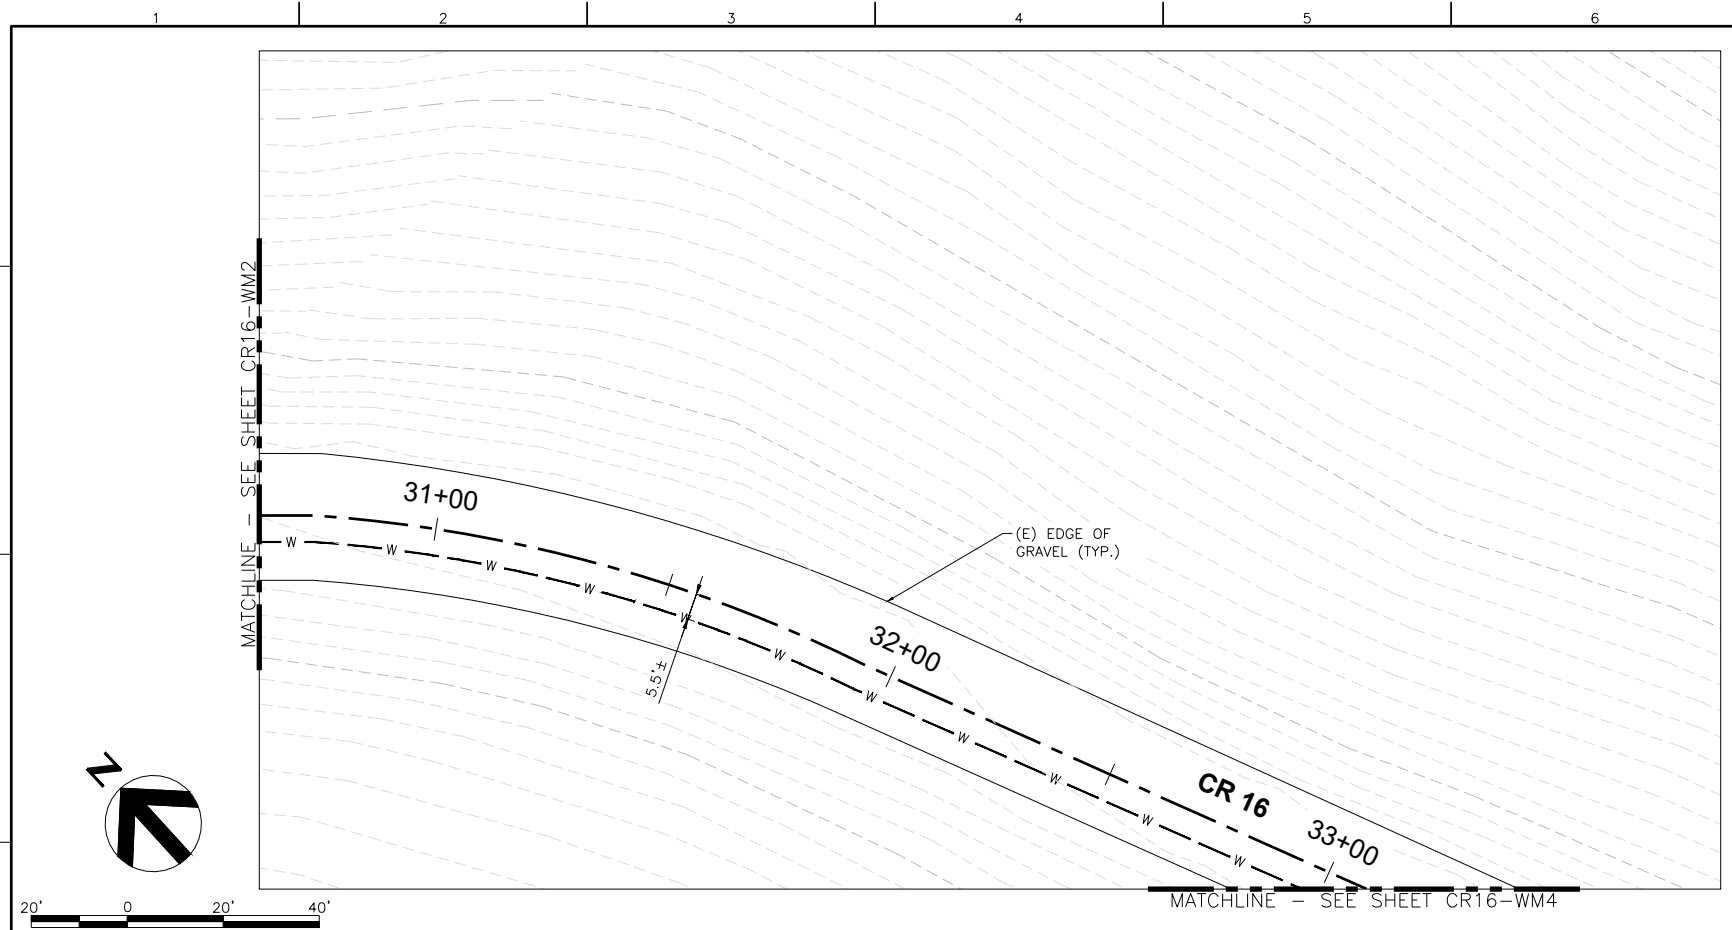 1 2 3 4 5 6
MATCHLINE - SEE SHEET CR16-WM2
31+00
(E) EDGE OF
GRAVEL (TYP.)
32+00
5.5'±
W W W W W W W W W W W
CR 16
33+00
MATCHLINE - SEE SHEET CR16-WM4
N
20' 0 20' 40'